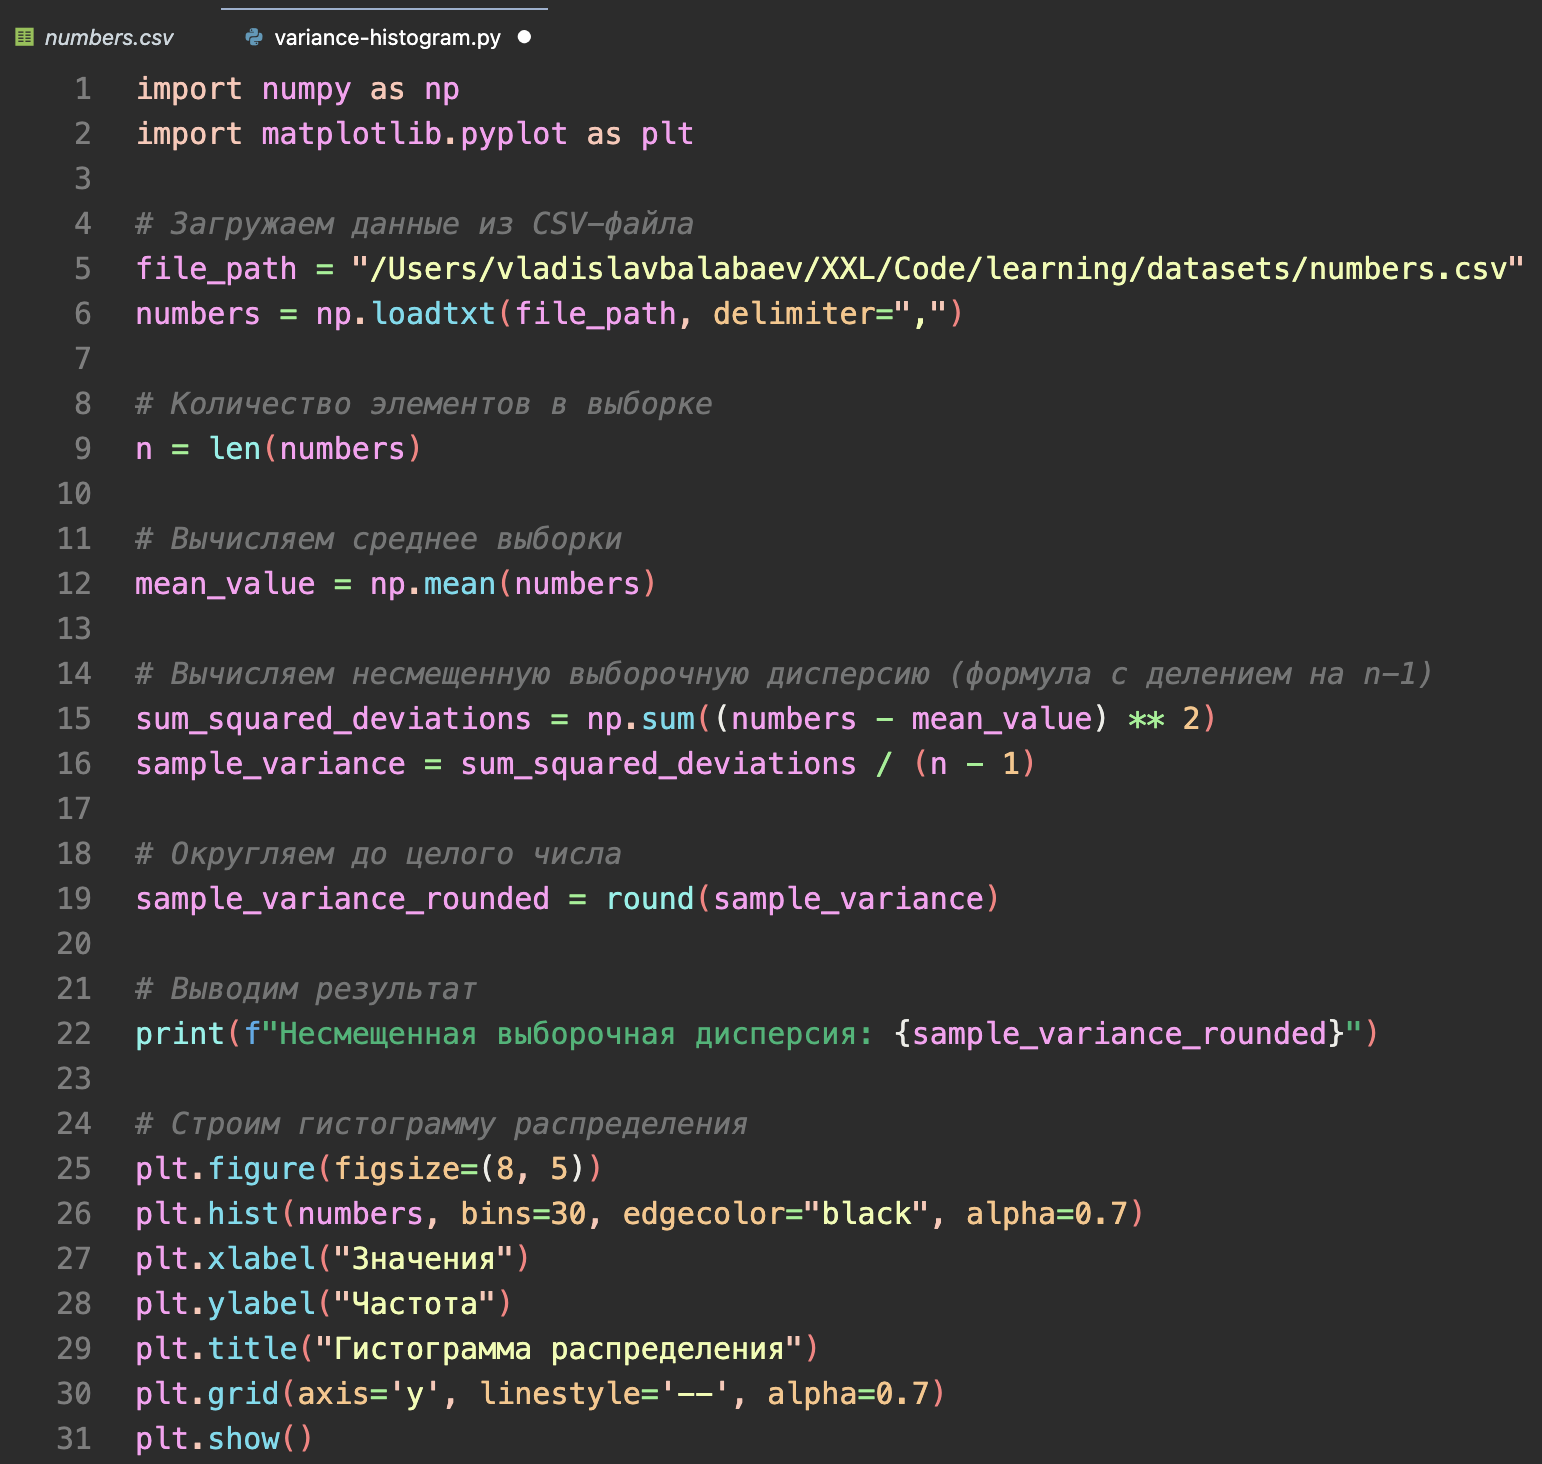 numbers.csv variance-histogram.py
1 import numpy as np
2 import matplotlib.pyplot as plt
3
4 # Загружаем данные из CSV-файла
5 file_path = "/Users/vladislavbalabaev/XXL/Code/learning/datasets/numbers.csv"
6 numbers = np.loadtxt(file_path, delimiter=",")
7
8 # Количество элементов в выборке
9 n = len(numbers)
10
11 # Вычисляем среднее выборки
12 mean_value = np.mean(numbers)
13
14 # Вычисляем несмещенную выборочную дисперсию (формула с делением на n-1)
15 sum_squared_deviations = np.sum((numbers - mean_value) ** 2)
16 sample_variance = sum_squared_deviations / (n - 1)
17
18 # Округляем до целого числа
19 sample_variance_rounded = round(sample_variance)
20
21 # Выводим результат
22 print(f"Несмещенная выборочная дисперсия: {sample_variance_rounded}")
23
24 # Строим гистограмму распределения
25 plt.figure(figsize=(8, 5))
26 plt.hist(numbers, bins=30, edgecolor="black", alpha=0.7)
27 plt.xlabel("Значения")
28 plt.ylabel("Частота")
29 plt.title("Гистограмма распределения")
30 plt.grid(axis='y', linestyle='--', alpha=0.7)
31 plt.show()